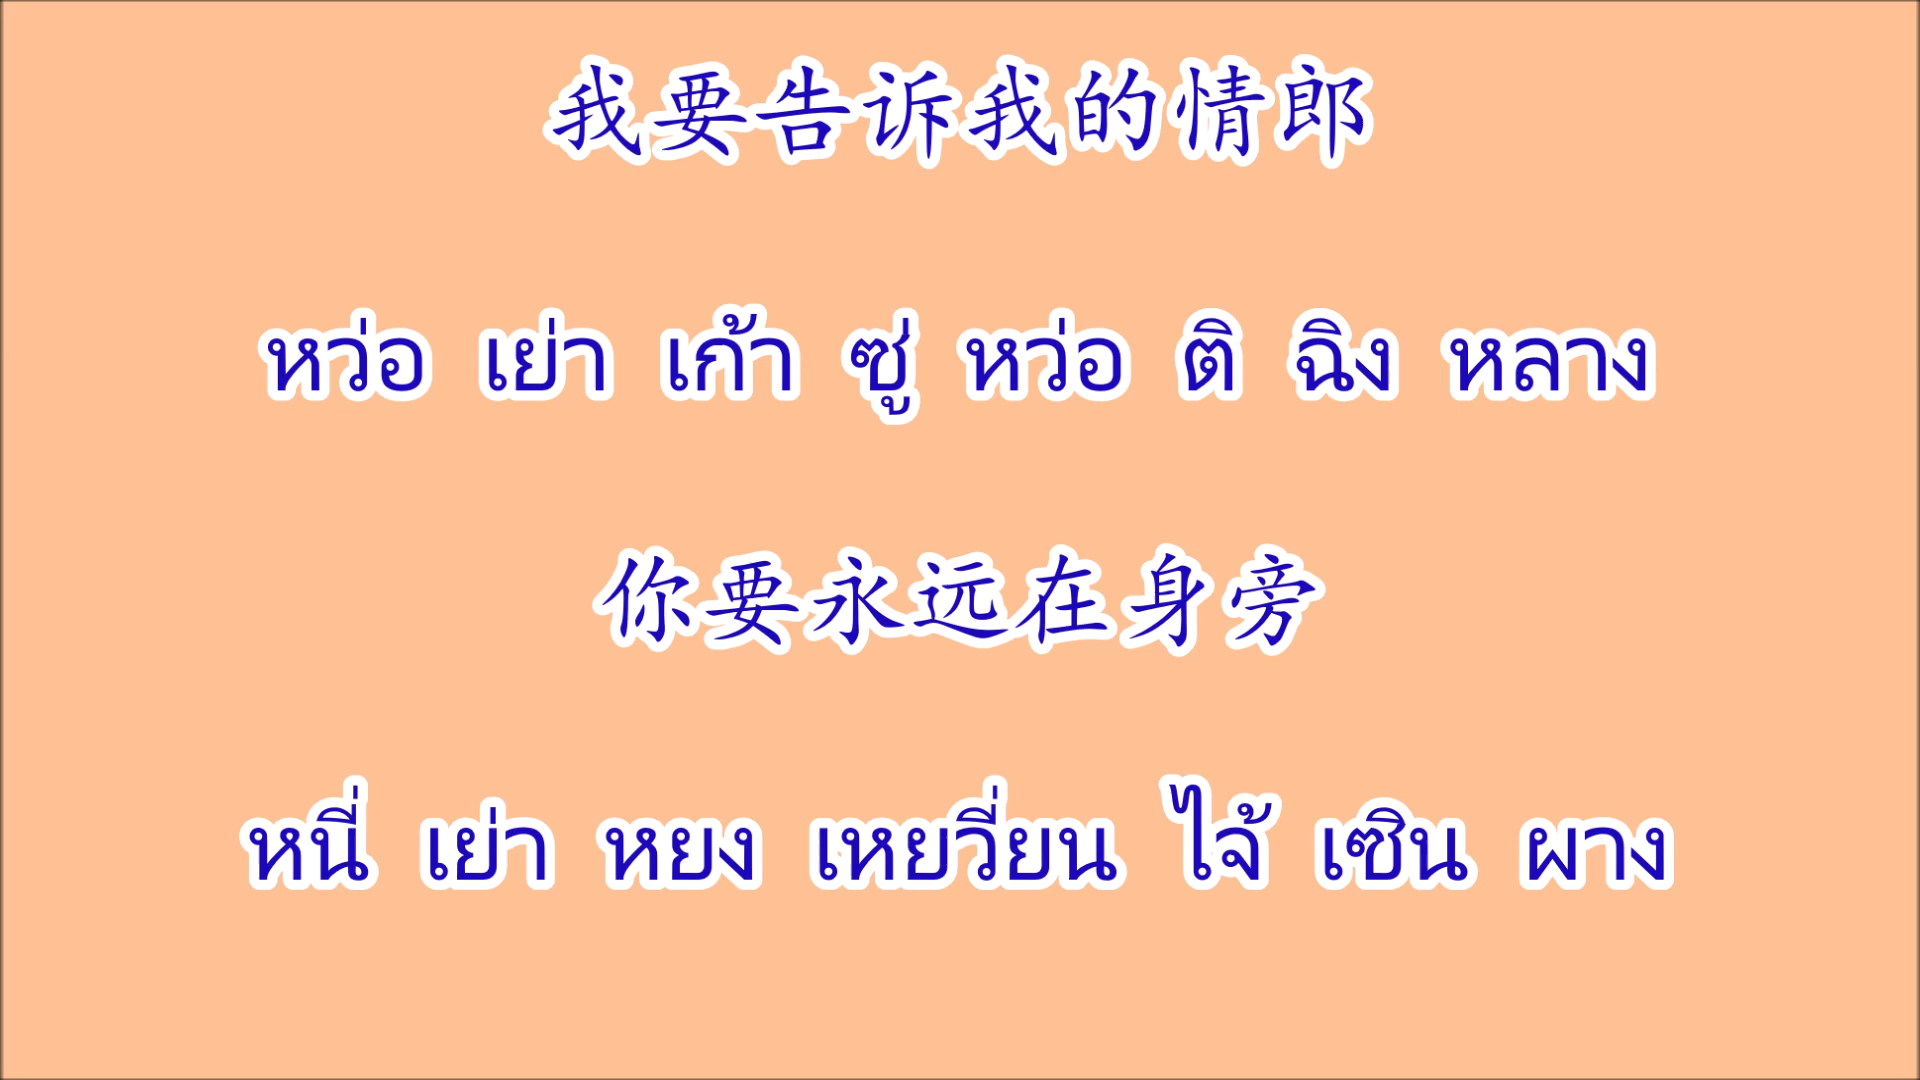 我要告诉我的情郎
หว่อ เย่า เก้า ซู่ หว่อ ติ ฉิง หลาง
你要永远在身旁
หนี่ เย่า หยง เหยวี่ยน ไจ้ เซิน ผาง